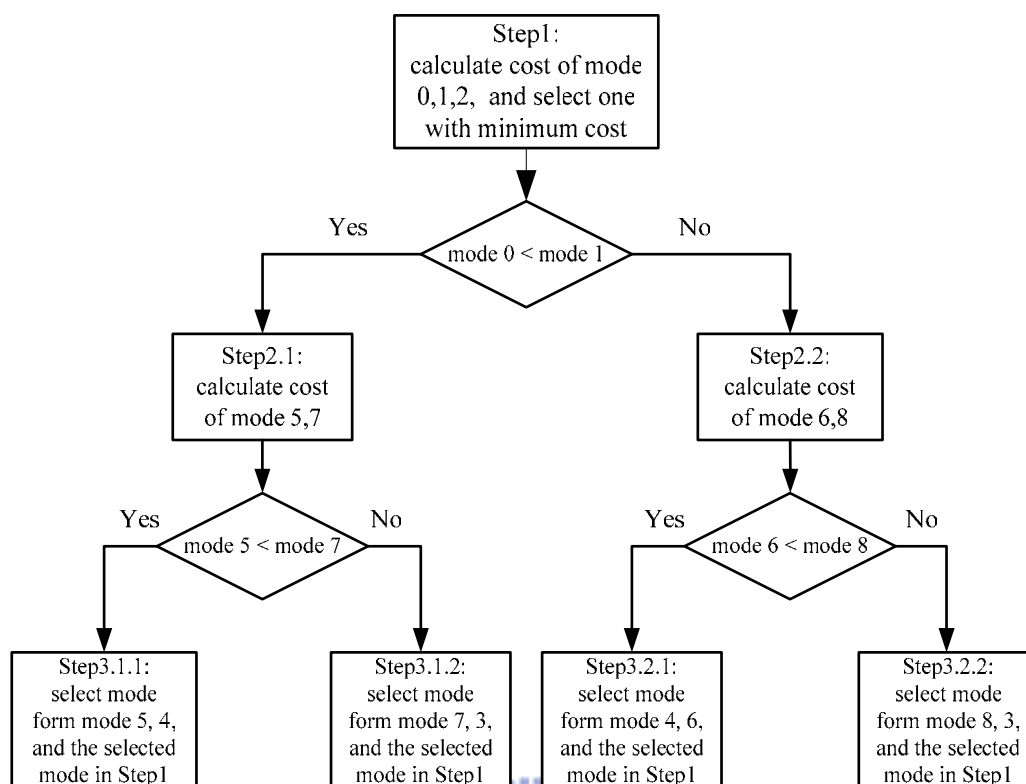 Step1:
calculate cost of mode
0,1,2, and select one
with minimum cost
Yes
No
mode 0 < mode 1
Step2.1:
calculate cost
of mode 5,7
Step2.2:
calculate cost
of mode 6,8
Yes
No
mode 5 < mode 7
Yes
No
mode 6 < mode 8
Step3.1.1:
select mode
form mode 5, 4,
and the selected
mode in Step1
Step3.1.2:
select mode
form mode 7, 3,
and the selected
mode in Step1
Step3.2.1:
select mode
form mode 4, 6,
and the selected
mode in Step1
Step3.2.2:
select mode
form mode 8, 3,
and the selected
mode in Step1